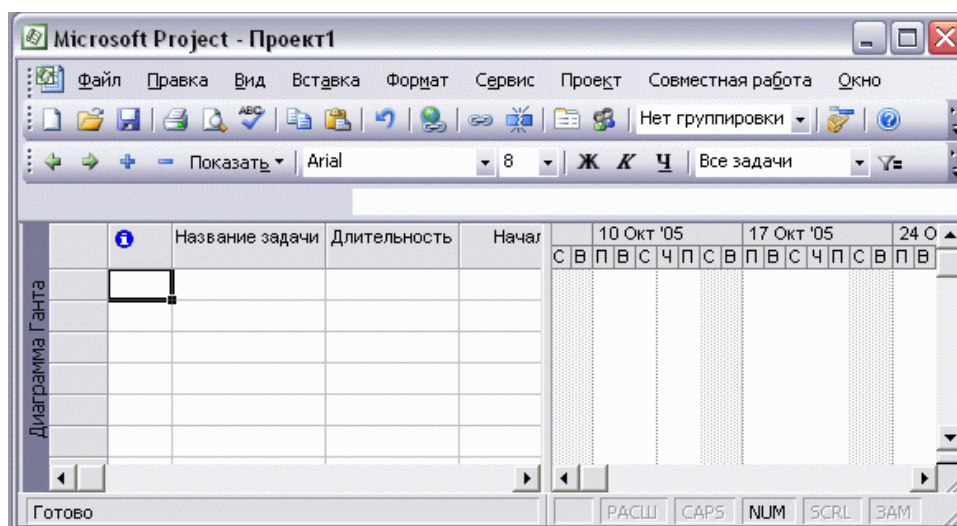 Microsoft Project - Проект1
Файл Правка Вид Вставка Формат Сервис Проект Совместная работа Окно
ABC Нет группировки
Показать Arial 8 Ж К Ч Все задачи
Название задачи Длительность Начал 10 Окт '05 17 Окт '05 24 О
С В П В С Ч П С В П В С Ч П С В П В
Диаграмма Ганта
Готово РАСШ CAPS NUM SCRL ЗАМ